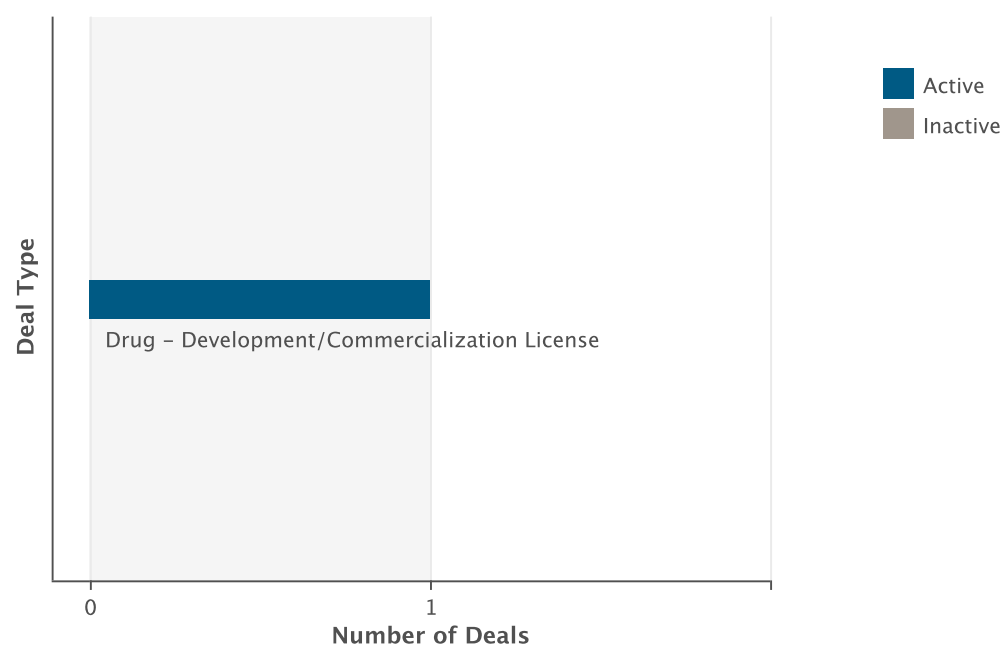 Active
Inactive
Deal Type
Drug – Development/Commercialization License
0
1
Number of Deals